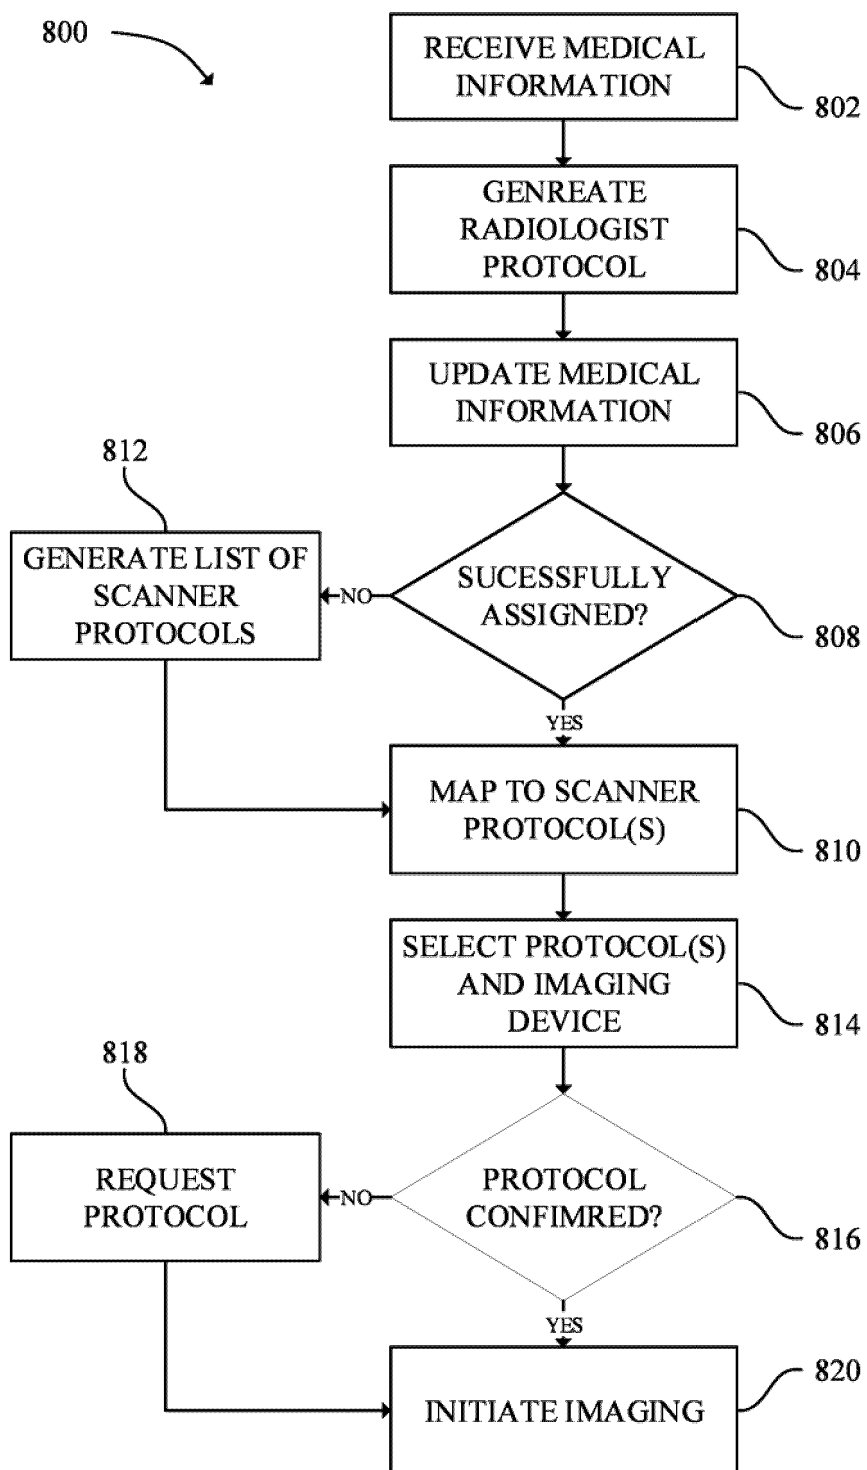 800
RECEIVE MEDICAL
INFORMATION
802
GENREATE
RADIOLOGIST
PROTOCOL
804
UPDATE MEDICAL
INFORMATION
806
812
GENERATE LIST OF
SCANNER
PROTOCOLS
NO
SUCESSFULLY
ASSIGNED?
808
YES
MAP TO SCANNER
PROTOCOL(S)
810
SELECT PROTOCOL(S)
AND IMAGING
DEVICE
814
818
REQUEST
PROTOCOL
NO
PROTOCOL
CONFIMRED?
816
YES
INITIATE IMAGING
820